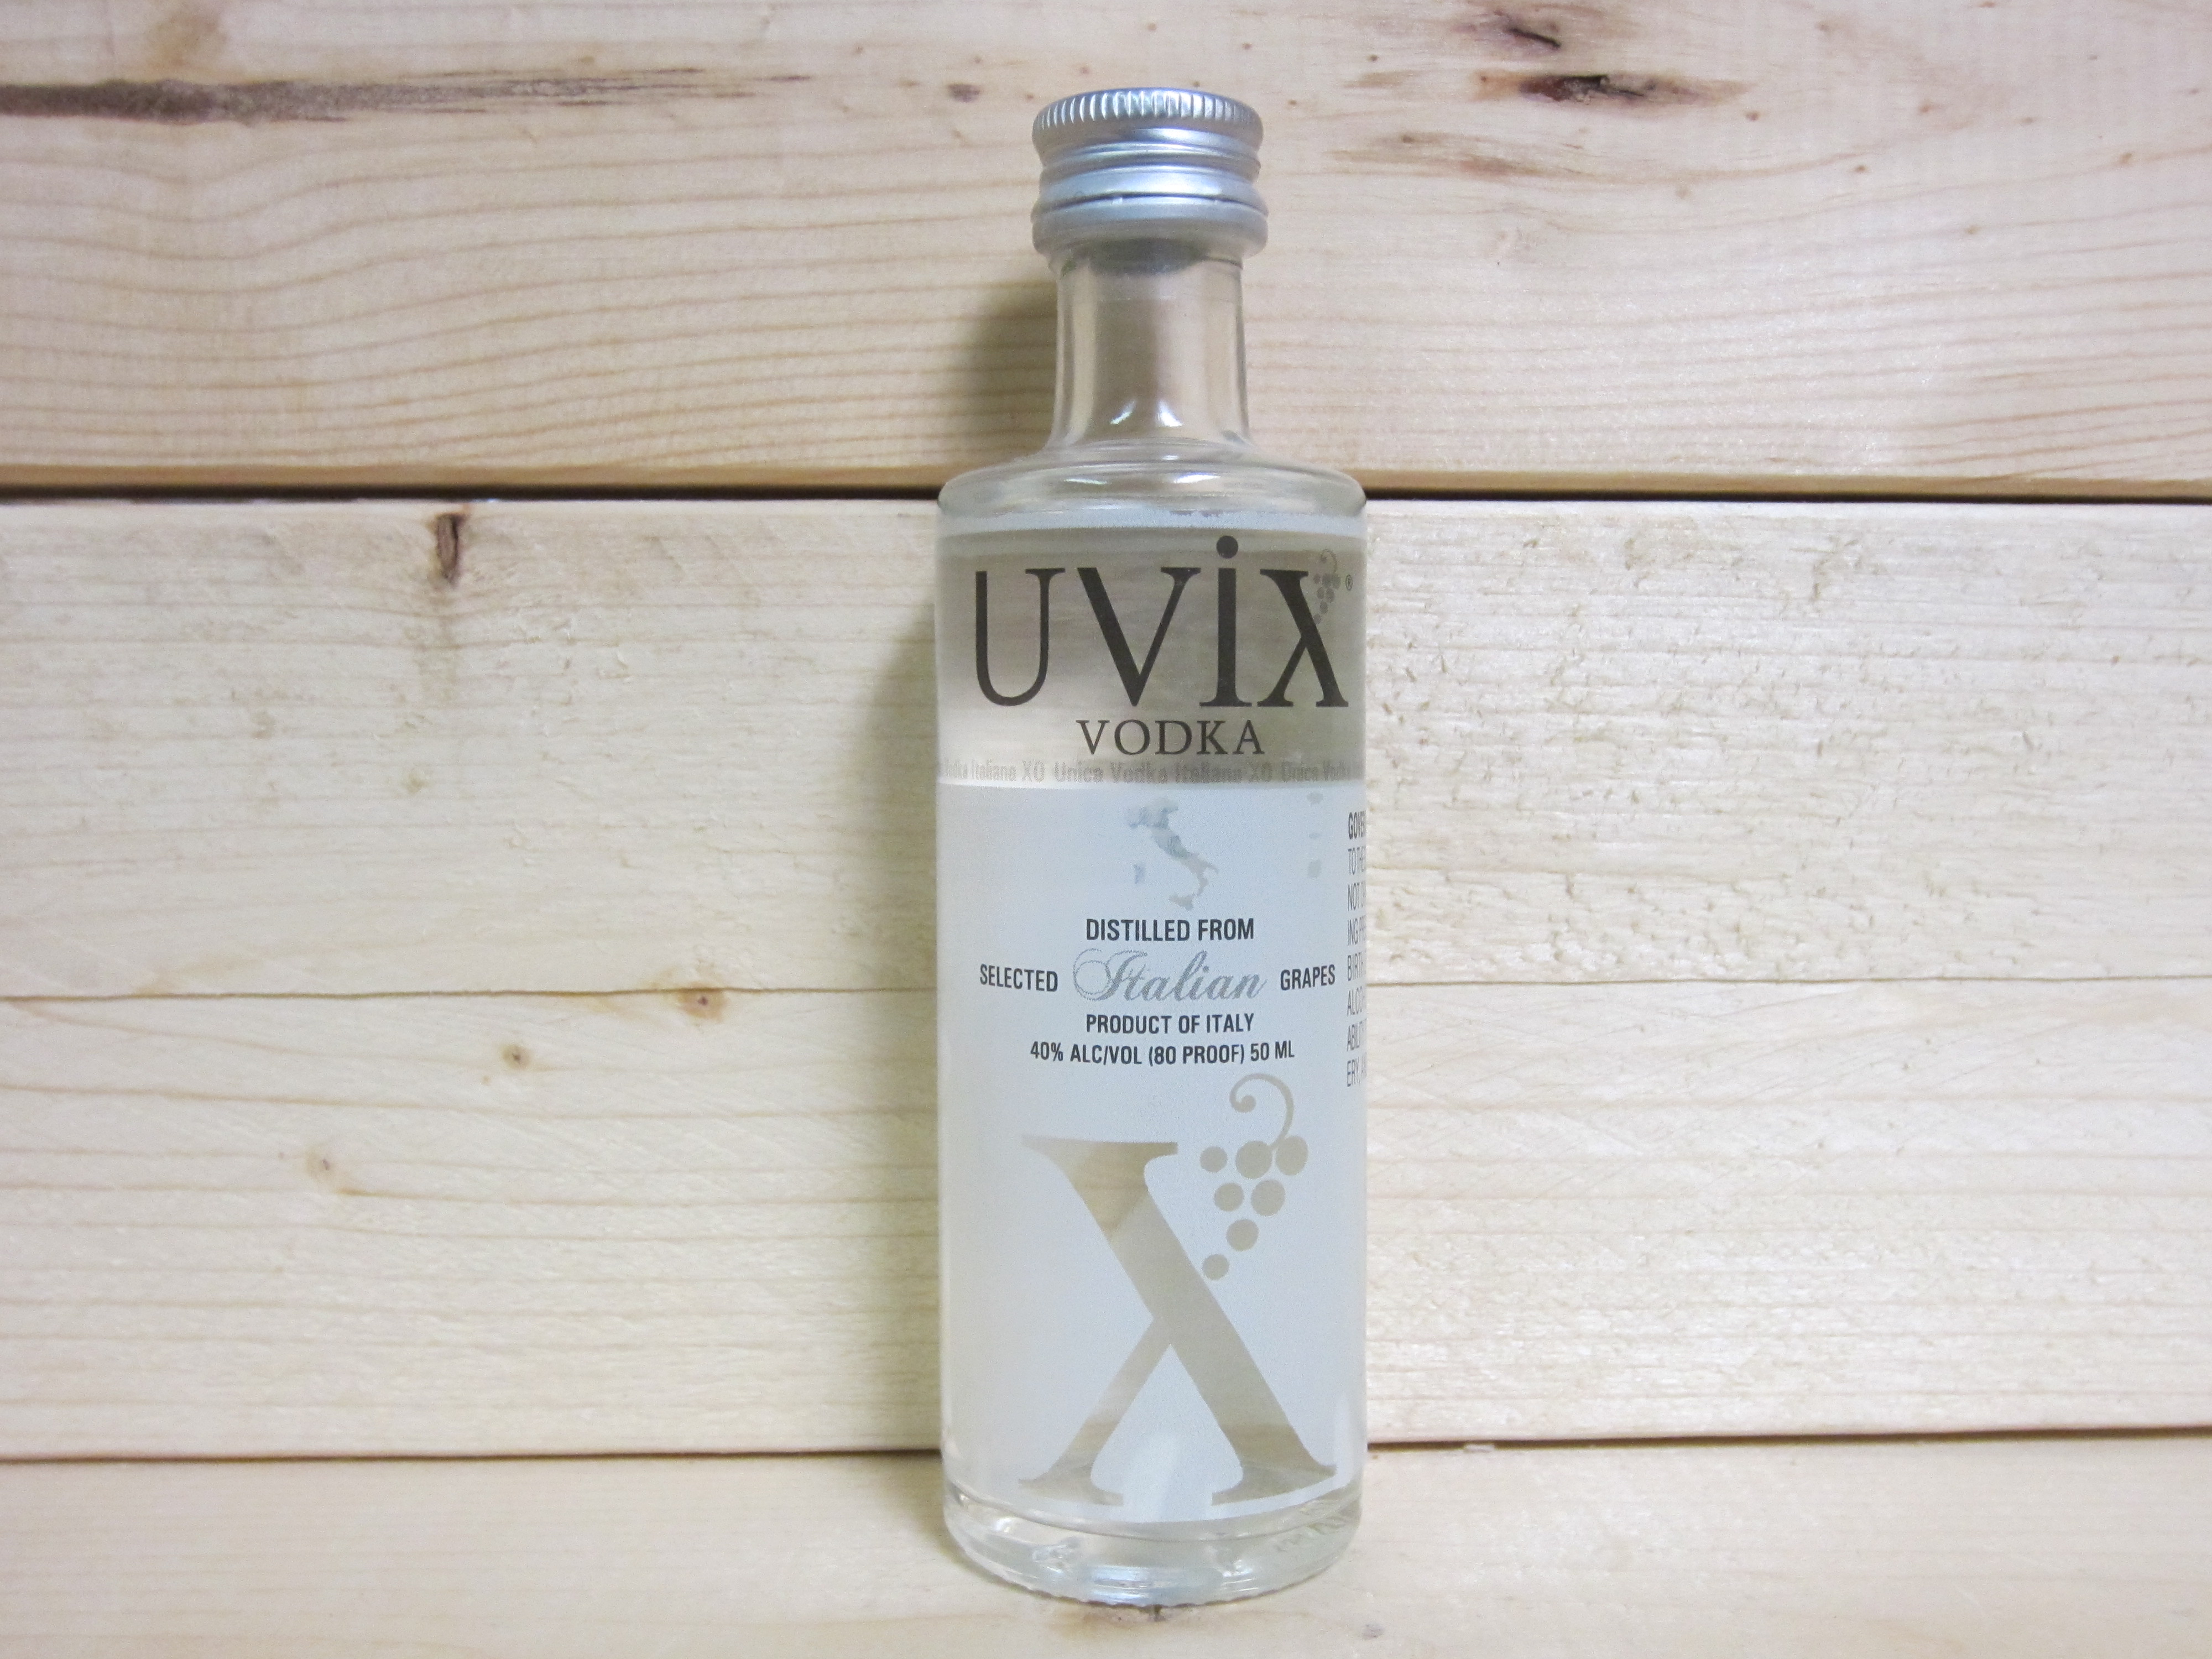 UViX®
VODKA
Vodka Italiana XO Unica Vodka Italiana XO Unica Vodka
DISTILLED FROM
SELECTED Italian GRAPES
PRODUCT OF ITALY
40% ALC/VOL (80 PROOF) 50 ML
X